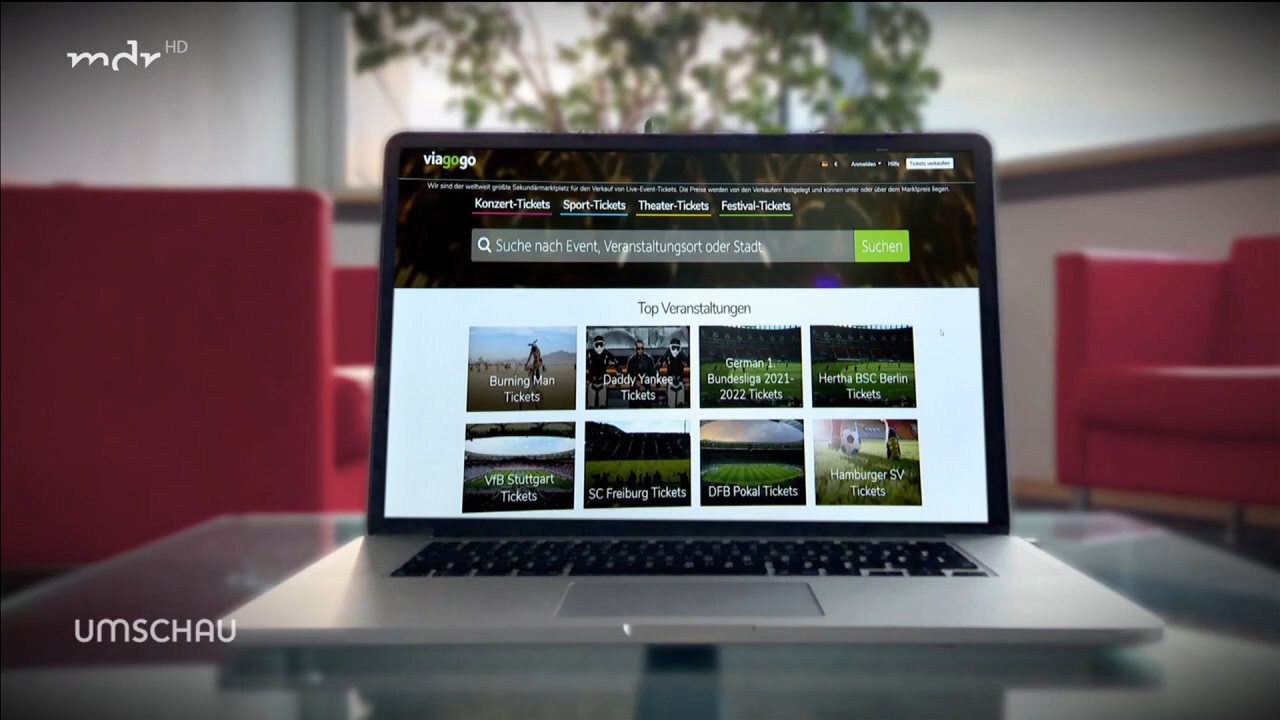 mdr HD
viagogo
€ Anmelden Hilfe Tickets verkaufen
Wir sind der weltweit größte Sekundärmarktplatz für den Verkauf von Live-Event-Tickets. Die Preise werden von den Verkäufern festgelegt und können unter oder über dem Marktpreis liegen.
Konzert-Tickets Sport-Tickets Theater-Tickets Festival-Tickets
Suche nach Event, Veranstaltungsort oder Stadt Suchen
Top Veranstaltungen
Burning Man
Tickets
Daddy Yankee
Tickets
German 1.
Bundesliga 2021-
2022 Tickets
Hertha BSC Berlin
Tickets
VfB Stuttgart
Tickets
SC Freiburg Tickets
DFB Pokal Tickets
Hamburger SV
Tickets
UMSCHAU